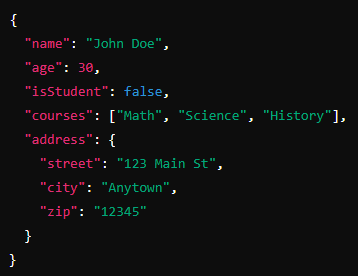 {
  "name": "John Doe",
  "age": 30,
  "isStudent": false,
  "courses": ["Math", "Science", "History"],
  "address": {
    "street": "123 Main St",
    "city": "Anytown",
    "zip": "12345"
  }
}